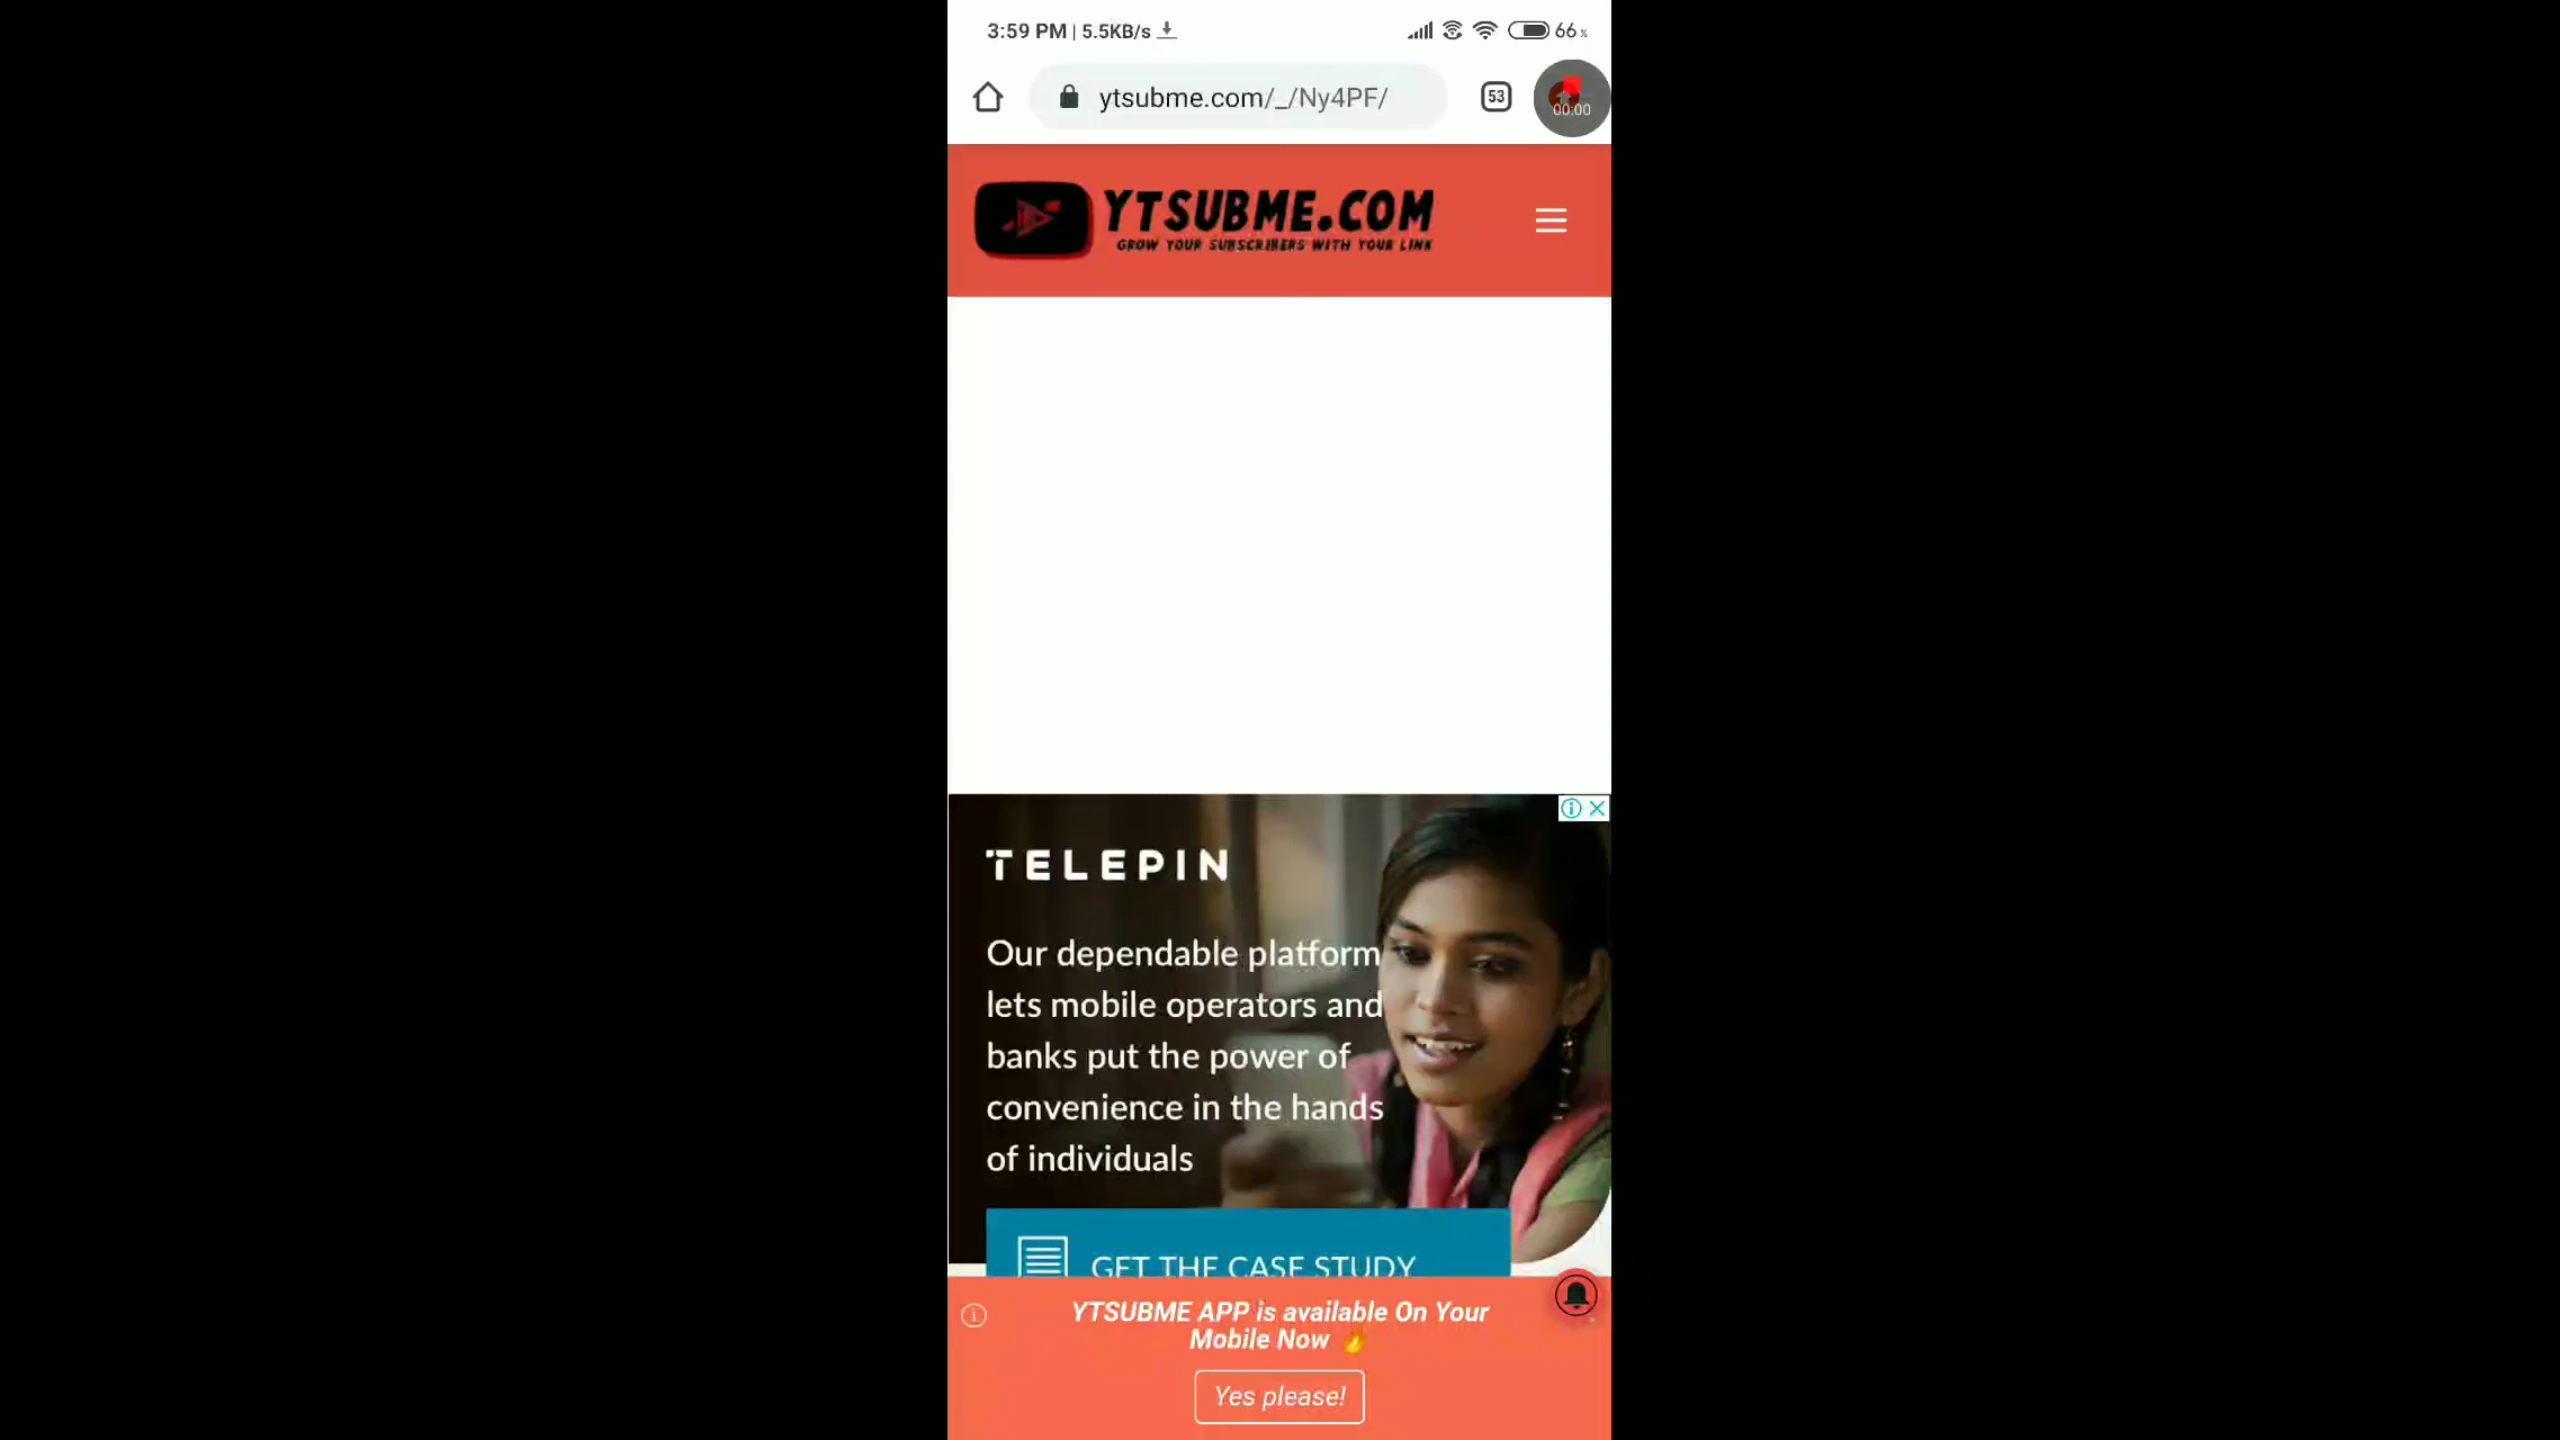 3:59 PM | 5.5KB/s
66%
ytsubme.com/_/Ny4PF/
53
00:00
YTSUBME.COM
GROW YOUR SUBSCRIBERS WITH YOUR LINK
TELEPIN
Our dependable platform
lets mobile operators and
banks put the power of
convenience in the hands
of individuals
GET THE CASE STUDY
YTSUBME APP is available On Your
Mobile Now 🔥
Yes please!